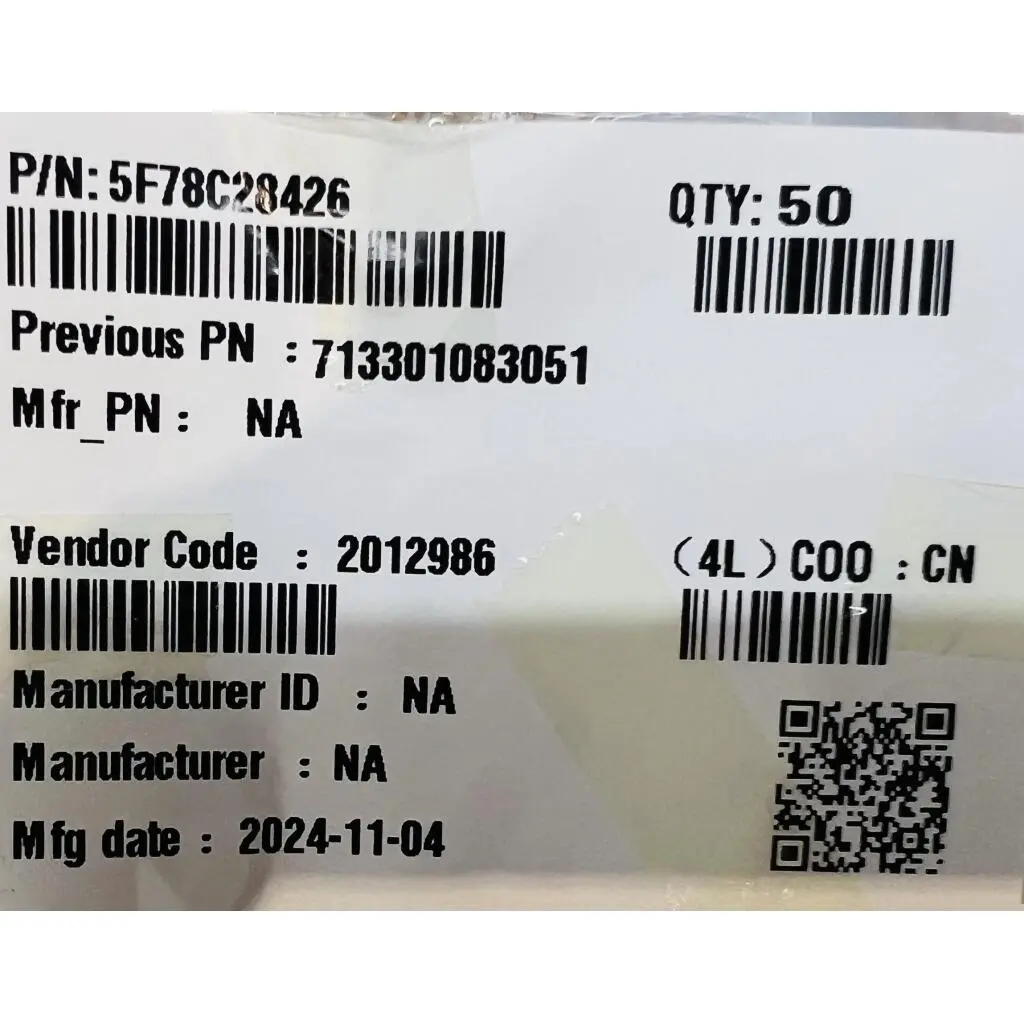 P/N: 5F78C28426
QTY: 50
Previous PN : 713301083051
Mfr_PN : NA
Vendor Code : 2012986
(4L) COO : CN
Manufacturer ID : NA
Manufacturer : NA
Mfg date : 2024-11-04